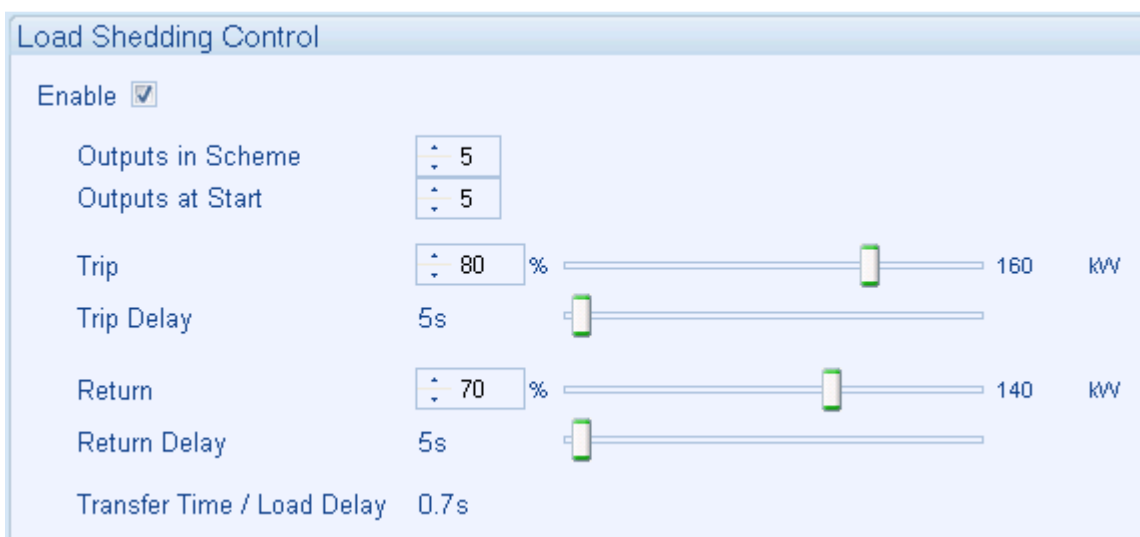 Load Shedding Control
Enable
Outputs in Scheme 5
Outputs at Start 5
Trip 80 % 160 kW
Trip Delay 5s
Return 70 % 140 kW
Return Delay 5s
Transfer Time / Load Delay 0.7s